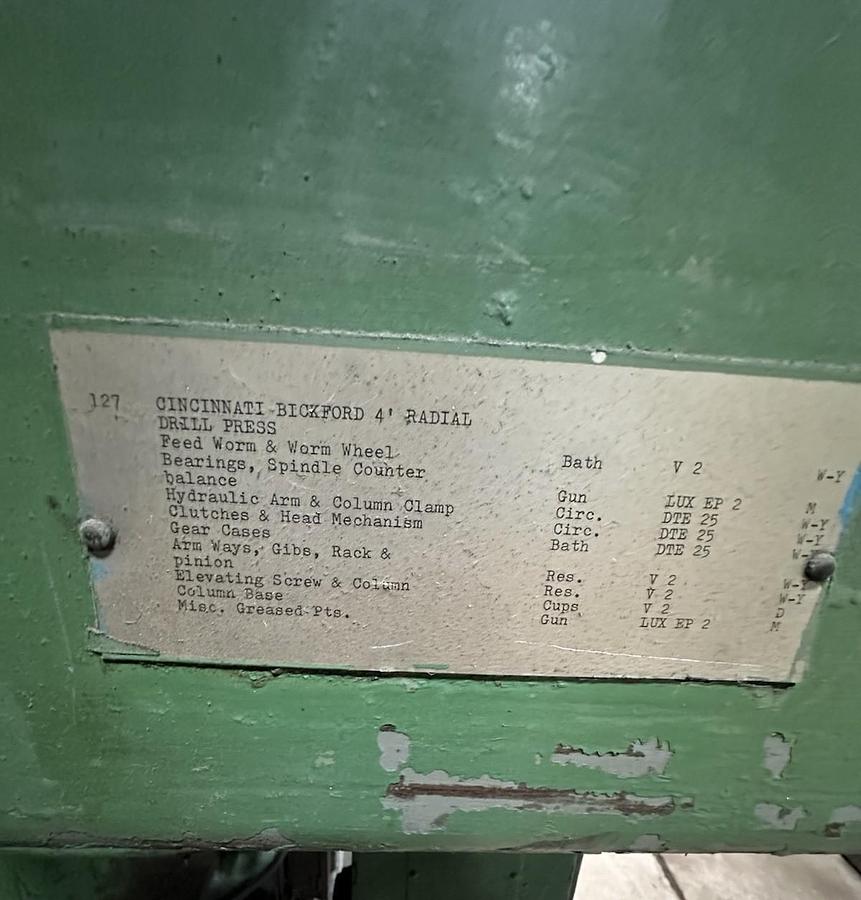 127 CINCINNATI BICKFORD 4' RADIAL
DRILL PRESS
Feed Worm & Worm Wheel Bath V 2 W-Y
Bearings, Spindle Counter
balance Gun LUX EP 2 M
Hydraulic Arm & Column Clamp Circ. DTE 25 W-Y
Clutches & Head Mechanism Circ. DTE 25 W-Y
Gear Cases Bath DTE 25
Arm Ways, Gibs, Rack &
pinion Res. V 2 W-Y
Elevating Screw & Column Res. V 2 W-Y
Column Base Cups V 2 D
Misc. Greased Pts. Gun LUX EP 2 M